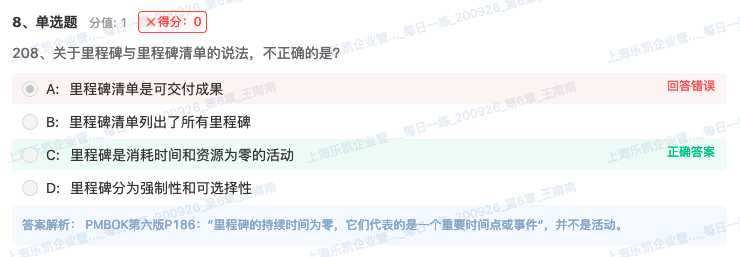 8、单选题 分值: 1 ✕得分：0
208、关于里程碑与里程碑清单的说法，不正确的是?
A: 里程碑清单是可交付成果 回答错误
B: 里程碑清单列出了所有里程碑
C: 里程碑是消耗时间和资源为零的活动 正确答案
D: 里程碑分为强制性和可选择性
答案解析： PMBOK第六版P186：“里程碑的持续时间为零，它们代表的是一个重要时间点或事件”，并不是活动。
上海乐凯企业管..._每日一练_200926_第6章_王南南